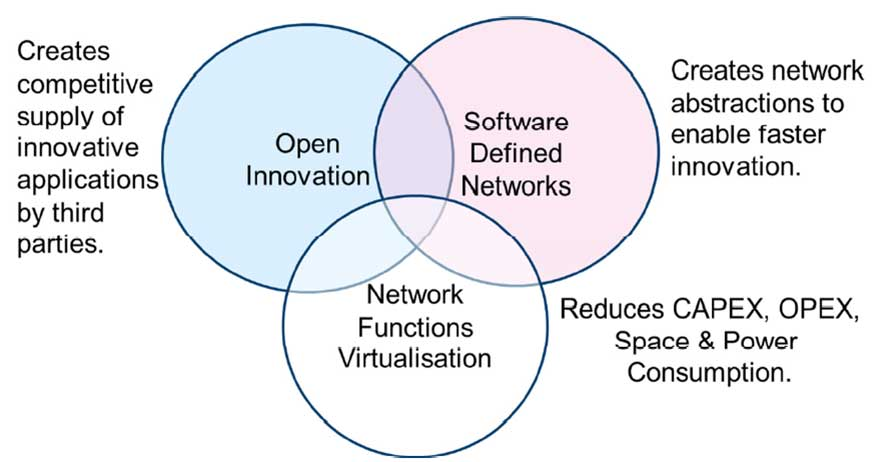 Creates
competitive
supply of
innovative
applications
by third
parties.
Open
Innovation
Software
Defined
Networks
Creates network
abstractions to
enable faster
innovation.
Network
Functions
Virtualisation
Reduces CAPEX, OPEX,
Space & Power
Consumption.